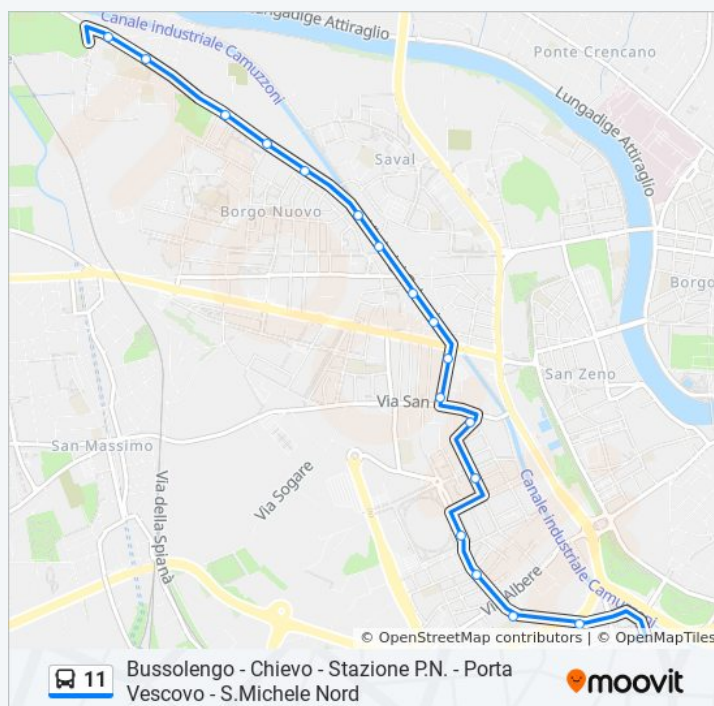 Lungadige Attiraglio
Canale industriale Camuzzoni
Ponte Crencano
Lungadige Attiraglio
Saval
Borgo Nuovo
Borgo
San Zeno
Via San
San Massimo
Via Sogare
Via della Spianà
Canale industriale Camuzzoni
Via Albere
© OpenStreetMap contributors | © OpenMapTiles
11
Bussolengo - Chievo - Stazione P.N. - Porta
Vescovo - S.Michele Nord
moovit